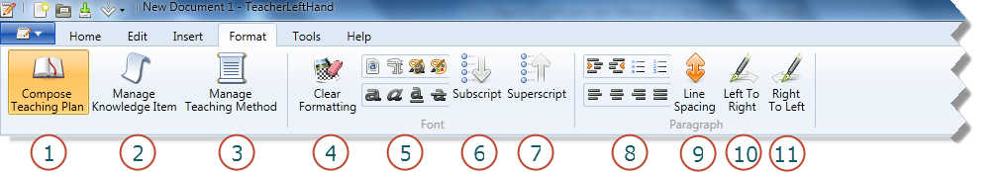 New Document 1 - TeacherLeftHand
Home Edit Insert Format Tools Help
Compose Teaching Plan
Manage Knowledge Item
Manage Teaching Method
Clear Formatting
Subscript
Superscript
Line Spacing
Left To Right
Right To Left
Font
Paragraph
1 2 3 4 5 6 7 8 9 10 11